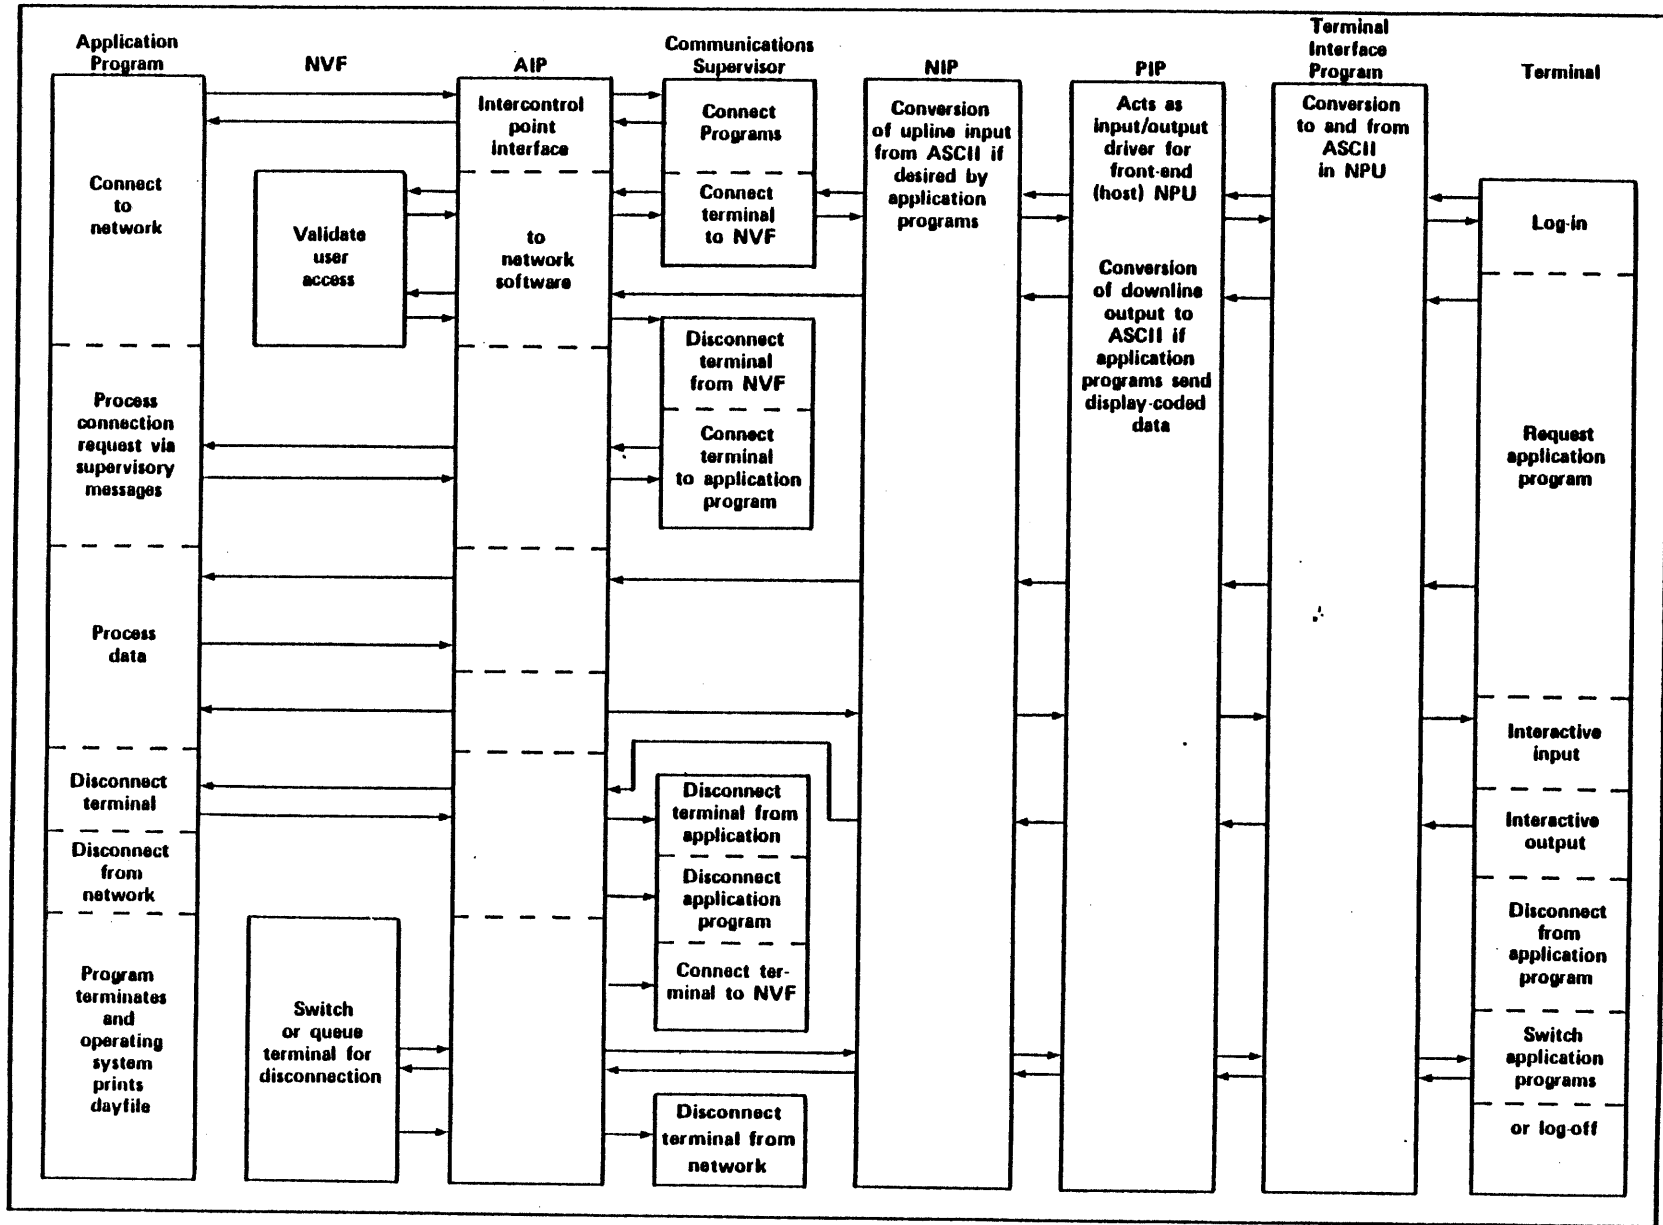 Application
Program
NVF
AIP
Communications
Supervisor
NIP
PIP
Terminal
Interface
Program
Terminal
Connect
to
network
Process
connection
request via
supervisory
messages
Process
data
Disconnect
terminal
Disconnect
from
network
Program
terminates
and
operating
system
prints
dayfile
Validate
user
access
Switch
or queue
terminal for
disconnection
Intercontrol
point
interface
to
network
software
Connect
Programs
Connect
terminal
to NVF
Disconnect
terminal
from NVF
Connect
terminal
to application
program
Disconnect
terminal from
application
Disconnect
application
program
Connect ter-
minal to NVF
Disconnect
terminal from
network
Conversion
of upline input
from ASCII if
desired by
application
programs
Acts as
input/output
driver for
front-end
(host) NPU
Conversion
of downline
output to
ASCII if
application
programs send
display-coded
data
Conversion
to and from
ASCII
in NPU
Log-in
Request
application
program
Interactive
input
Interactive
output
Disconnect
from
application
program
Switch
application
programs
or log-off